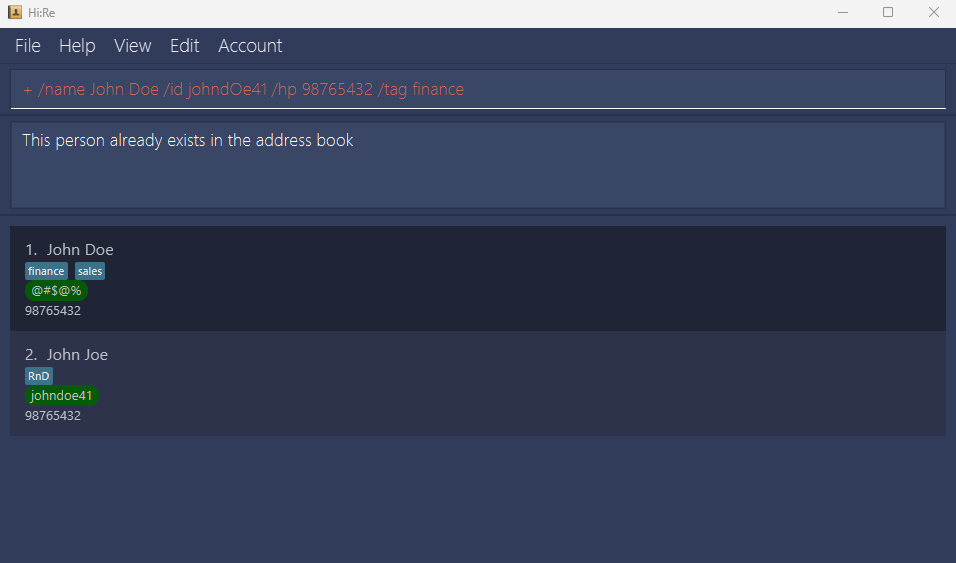 Hi:Re
File Help View Edit Account
+ /name John Doe /id johndOe41 /hp 98765432 /tag finance
This person already exists in the address book
1. John Doe
finance sales
@#$@%
98765432
2. John Joe
RnD
johndoe41
98765432